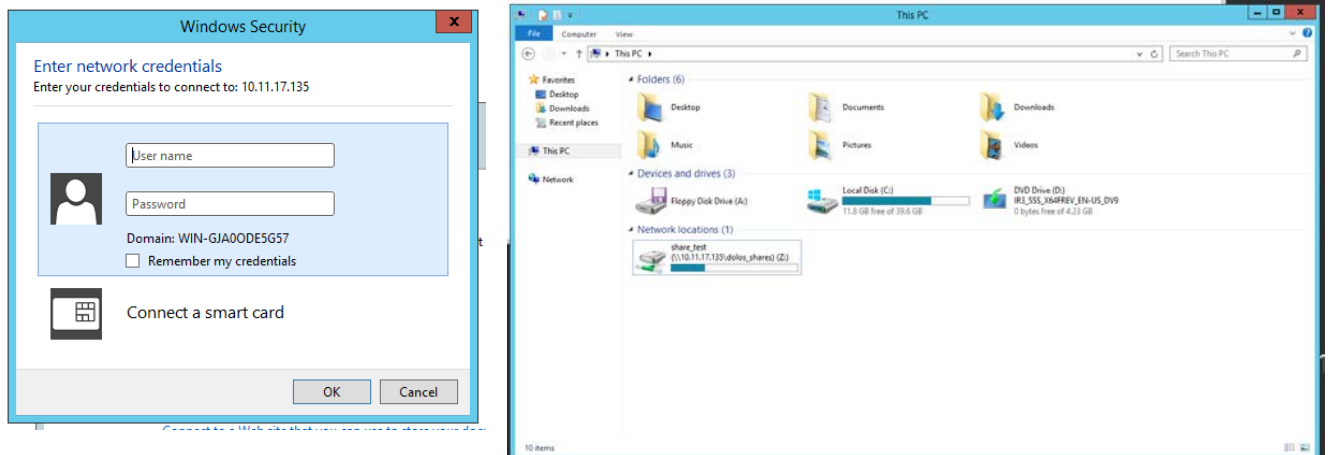 Windows Security
x
Enter network credentials
Enter your credentials to connect to: 10.11.17.135
User name
Password
Domain: WIN-GJA0ODE5G57
Remember my credentials
Connect a smart card
OK
Cancel
This PC
File
Computer
View
This PC
Search This PC
Favorites
Desktop
Downloads
Recent places
This PC
Network
Folders (6)
Desktop
Documents
Downloads
Music
Pictures
Videos
Devices and drives (3)
Floppy Disk Drive (A:)
Local Disk (C:)
11.8 GB free of 39.6 GB
DVD Drive (D:)
IR3_SSS_X64FREV_EN-US_DV9
0 bytes free of 4.23 GB
Network locations (1)
share_test
(\\10.11.17.135\dolos_shares) (Z:)
10 items